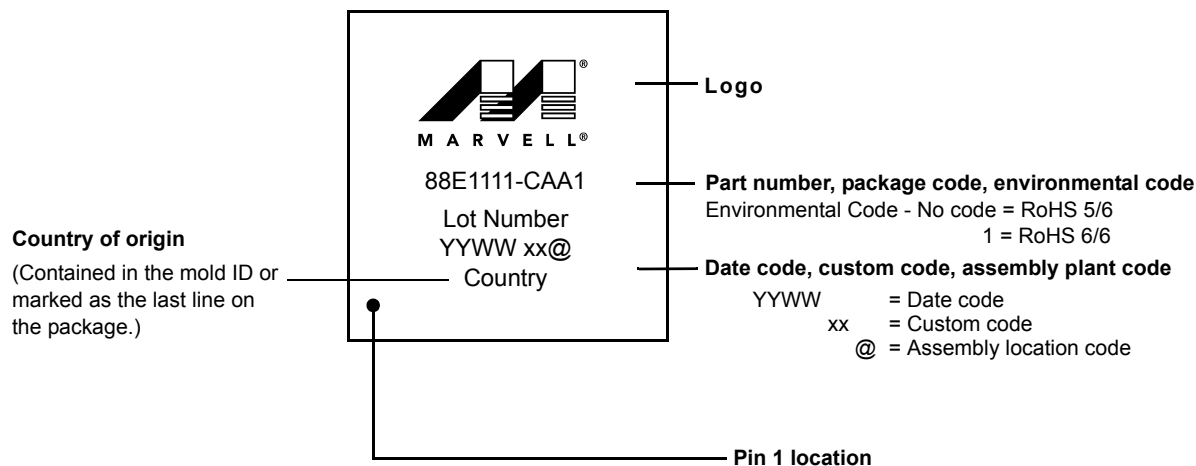 MARVELL®
88E1111-CAA1
Lot Number
YYWW xx@
Country
Logo
Part number, package code, environmental code
Environmental Code - No code = RoHS 5/6
1 = RoHS 6/6
Date code, custom code, assembly plant code
YYWW = Date code
xx = Custom code
@ = Assembly location code
Country of origin
(Contained in the mold ID or
marked as the last line on
the package.)
Pin 1 location